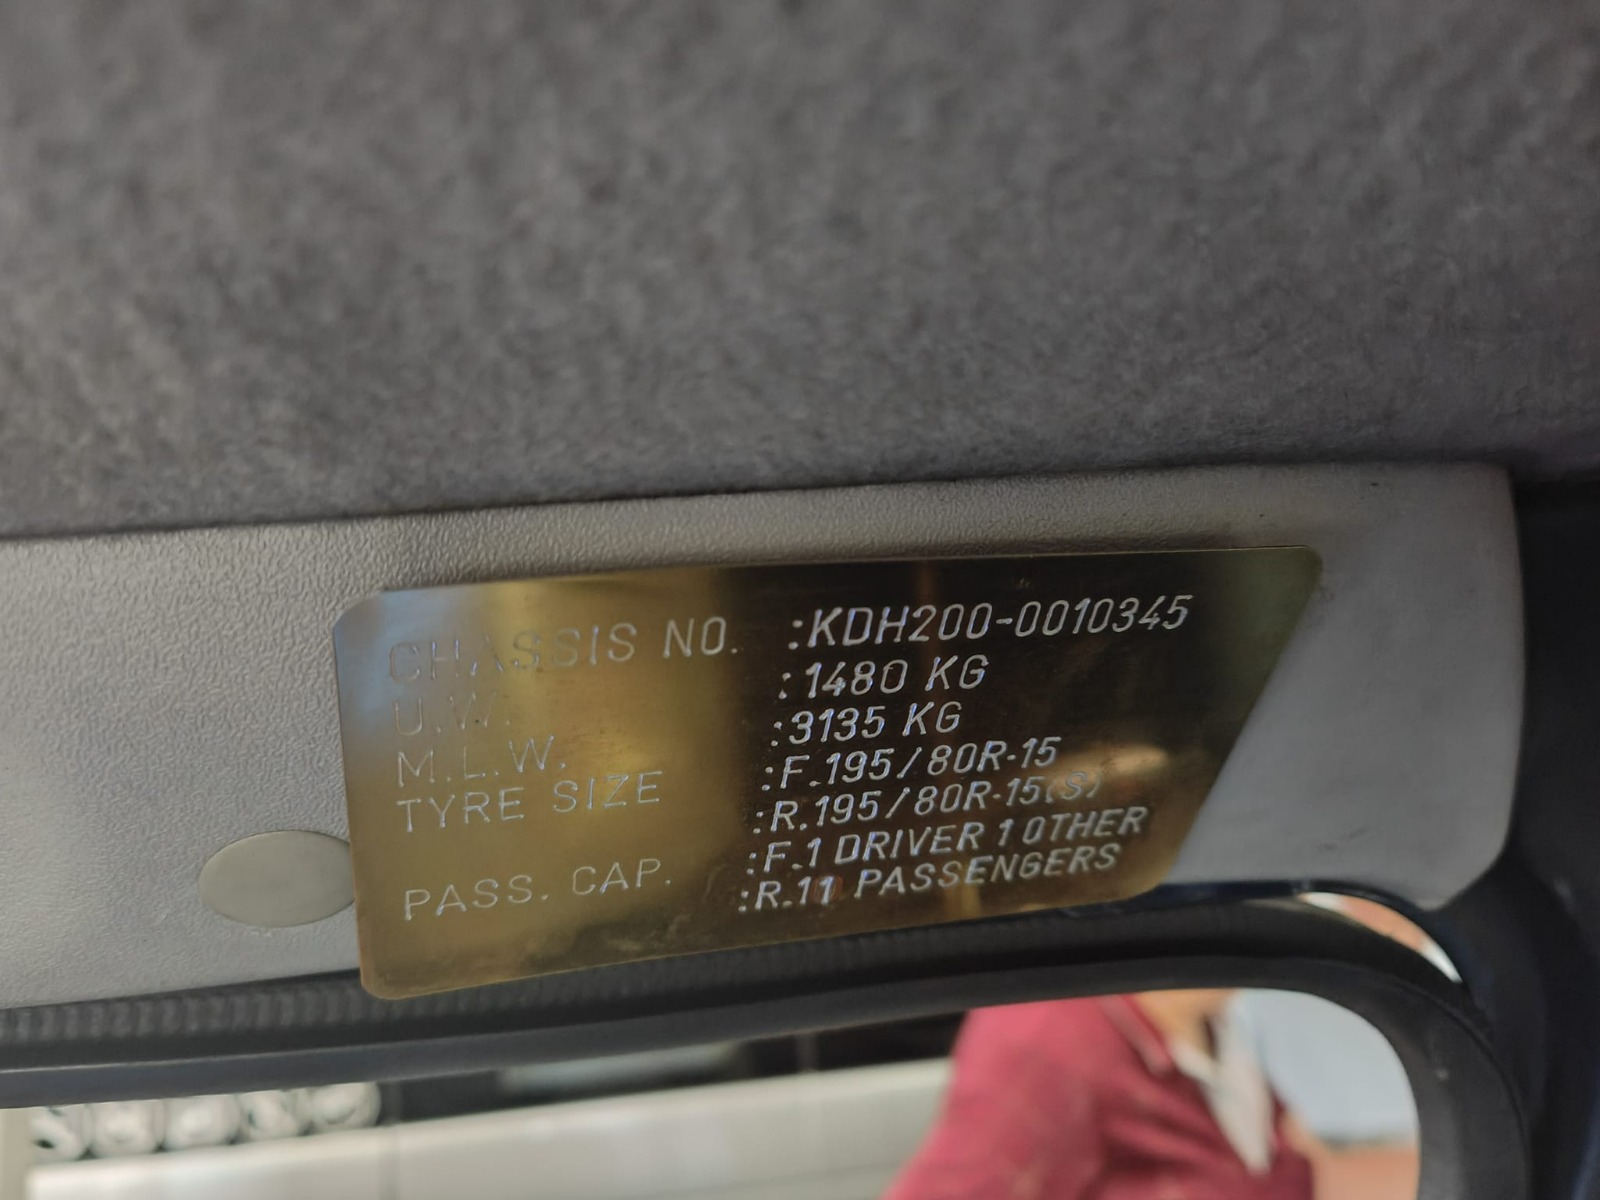 CHASSIS NO. :KDH200-0010345
U.W. :1480 KG
M.L.W. :3135 KG
TYRE SIZE :F.195/80R-15
:R.195/80R-15(S)
PASS. CAP. :F.1 DRIVER 1 OTHER
:R.11 PASSENGERS